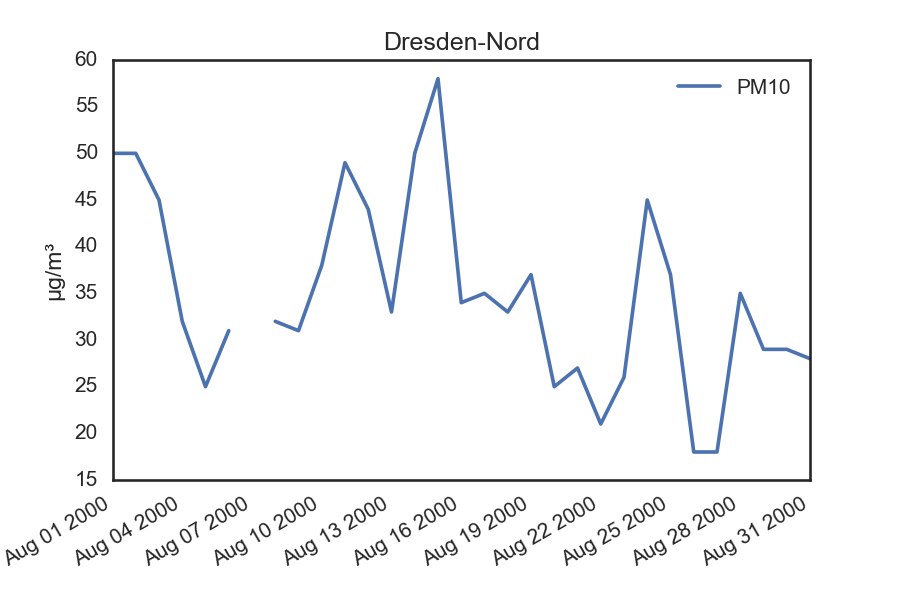 Dresden-Nord
60
55
50
45
40
35
30
25
20
15
µg/m³
PM10
Aug 01 2000
Aug 04 2000
Aug 07 2000
Aug 10 2000
Aug 13 2000
Aug 16 2000
Aug 19 2000
Aug 22 2000
Aug 25 2000
Aug 28 2000
Aug 31 2000